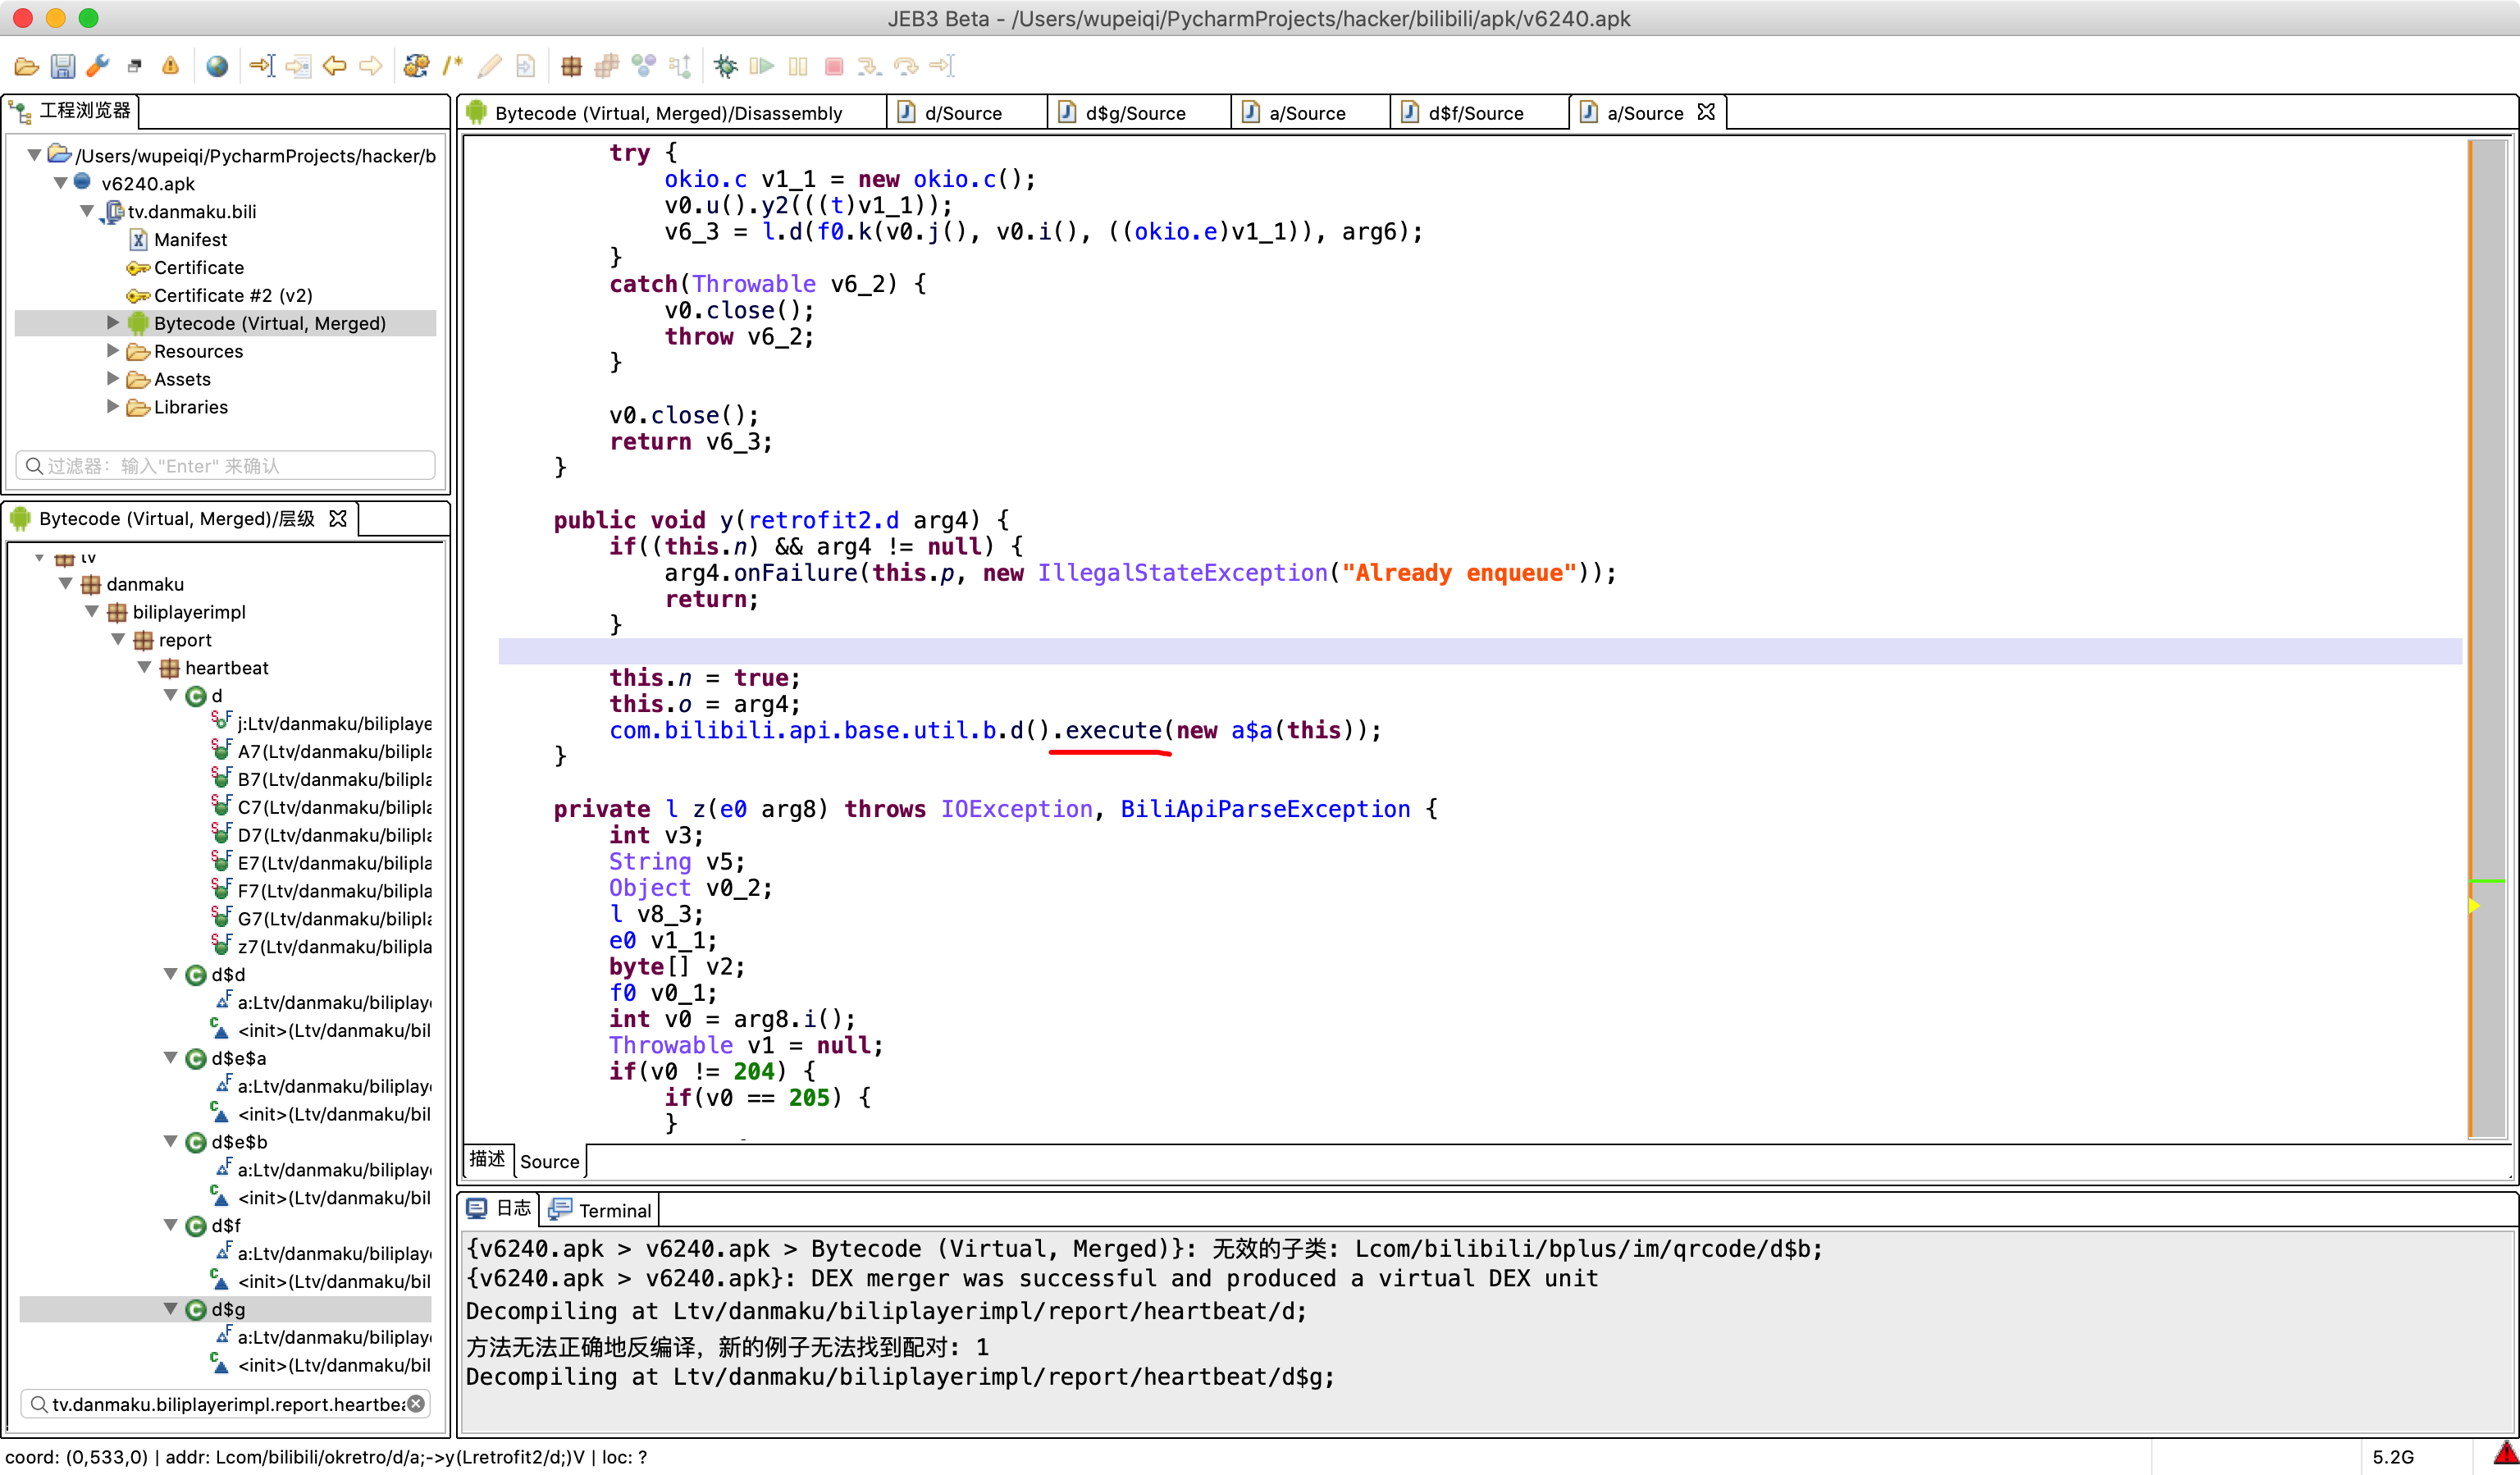 JEB3 Beta - /Users/wupeiqi/PycharmProjects/hacker/bilibili/apk/v6240.apk
工程浏览器
/Users/wupeiqi/PycharmProjects/hacker/b
v6240.apk
tv.danmaku.bili
Manifest
Certificate
Certificate #2 (v2)
Bytecode (Virtual, Merged)
Resources
Assets
Libraries
过滤器: 输入"Enter" 来确认
Bytecode (Virtual, Merged)/层级
tv
danmaku
biliplayerimpl
report
heartbeat
d
j:Ltv/danmaku/biliplaye
A7(Ltv/danmaku/bilipla
B7(Ltv/danmaku/bilipla
C7(Ltv/danmaku/bilipla
D7(Ltv/danmaku/bilipla
E7(Ltv/danmaku/bilipla
F7(Ltv/danmaku/bilipla
G7(Ltv/danmaku/bilipla
z7(Ltv/danmaku/bilipla
d$d
a:Ltv/danmaku/biliplay
<init>(Ltv/danmaku/bil
d$e$a
a:Ltv/danmaku/biliplay
<init>(Ltv/danmaku/bil
d$e$b
a:Ltv/danmaku/biliplay
<init>(Ltv/danmaku/bil
d$f
a:Ltv/danmaku/biliplay
<init>(Ltv/danmaku/bil
d$g
a:Ltv/danmaku/biliplay
<init>(Ltv/danmaku/bil
tv.danmaku.biliplayerimpl.report.heartbea
Bytecode (Virtual, Merged)/Disassembly d/Source d$g/Source a/Source d$f/Source a/Source
try {
okio.c v1_1 = new okio.c();
v0.u().y2(((t)v1_1));
v6_3 = l.d(f0.k(v0.j(), v0.i(), ((okio.e)v1_1)), arg6);
}
catch(Throwable v6_2) {
v0.close();
throw v6_2;
}
v0.close();
return v6_3;
}
public void y(retrofit2.d arg4) {
if((this.n) && arg4 != null) {
arg4.onFailure(this.p, new IllegalStateException("Already enqueue"));
return;
}
this.n = true;
this.o = arg4;
com.bilibili.api.base.util.b.d().execute(new a$a(this));
}
private l z(e0 arg8) throws IOException, BiliApiParseException {
int v3;
String v5;
Object v0_2;
l v8_3;
e0 v1_1;
byte[] v2;
f0 v0_1;
int v0 = arg8.i();
Throwable v1 = null;
if(v0 != 204) {
if(v0 == 205) {
}
描述 Source
日志 Terminal
{v6240.apk > v6240.apk > Bytecode (Virtual, Merged)}: 无效的子类: Lcom/bilibili/bplus/im/qrcode/d$b;
{v6240.apk > v6240.apk}: DEX merger was successful and produced a virtual DEX unit
Decompiling at Ltv/danmaku/biliplayerimpl/report/heartbeat/d;
方法无法正确地反编译, 新的例子无法找到配对: 1
Decompiling at Ltv/danmaku/biliplayerimpl/report/heartbeat/d$g;
coord: (0,533,0) | addr: Lcom/bilibili/okretro/d/a;->y(Lretrofit2/d;)V | loc: ? 5.2G